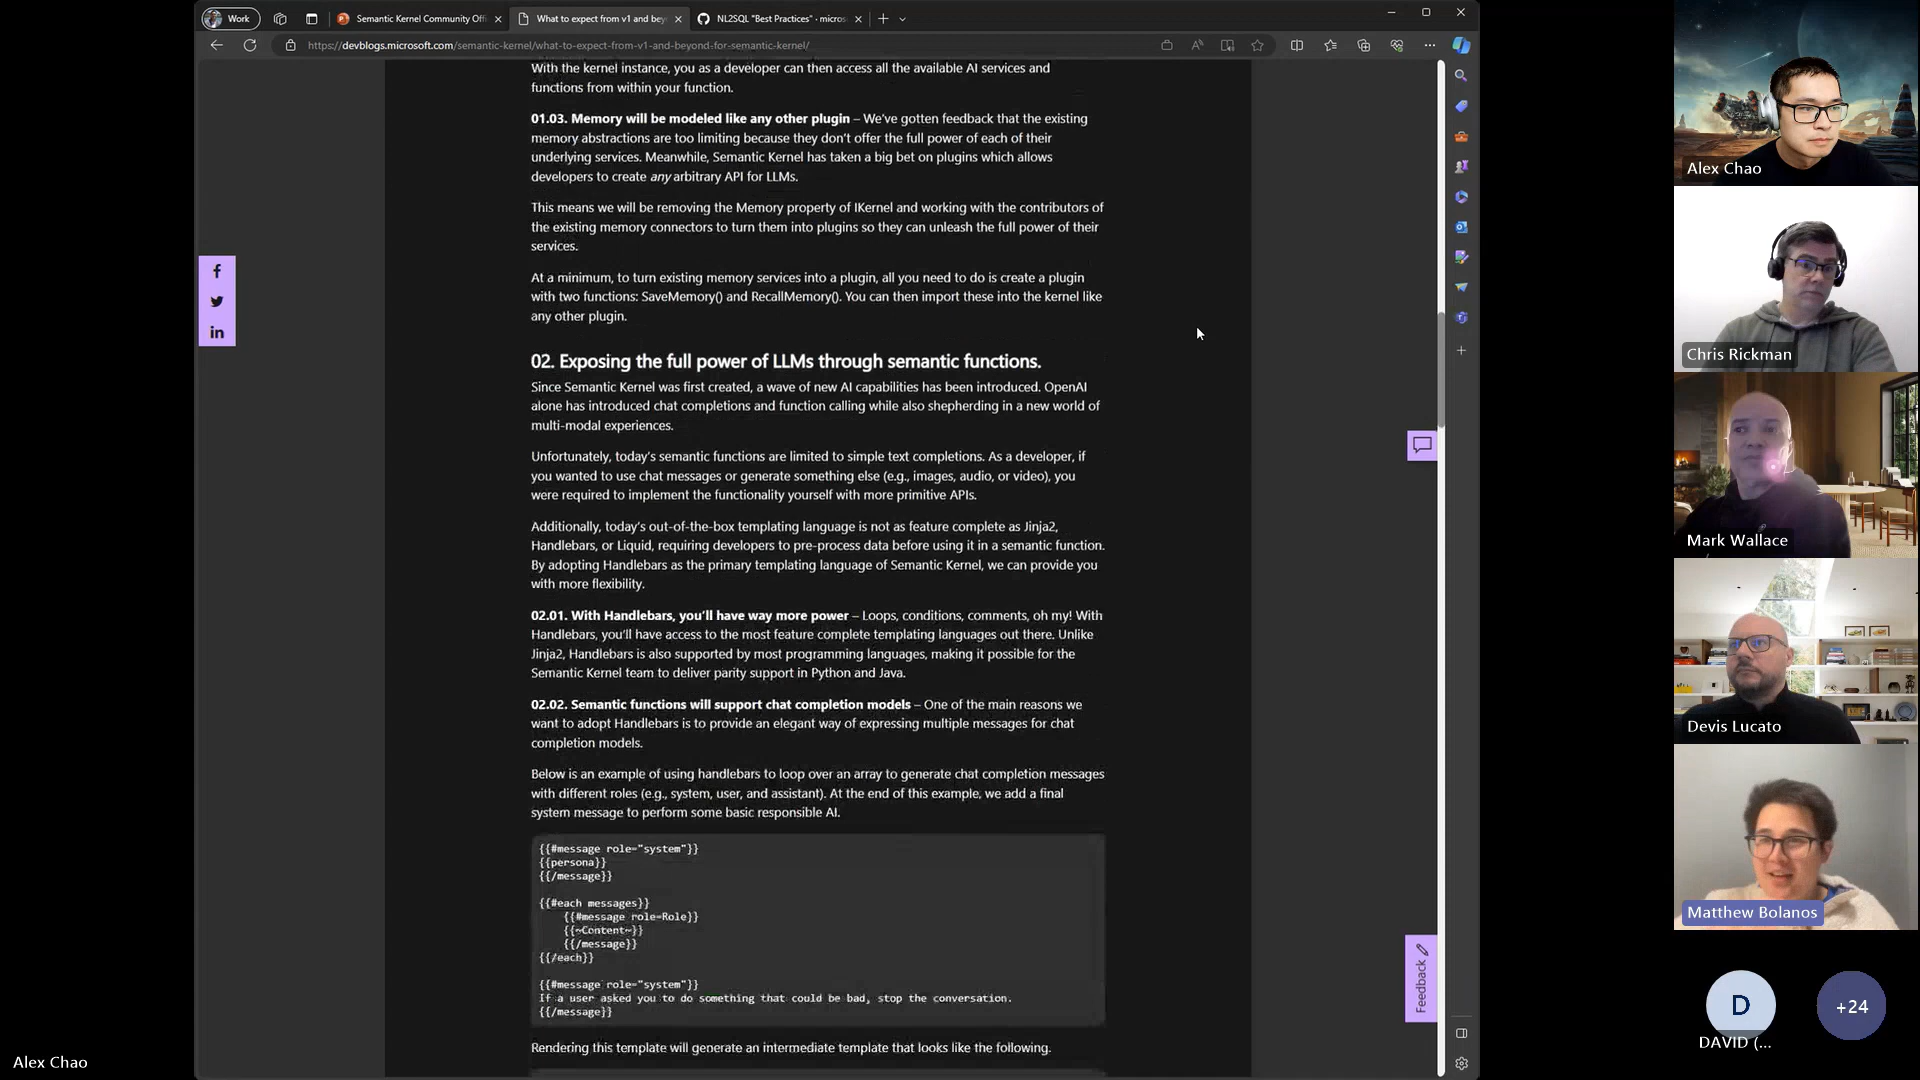 Work
Semantic Kernel Community Offi
What to expect from v1 and bey
NL2SQL "Best Practices" · micros
https://devblogs.microsoft.com/semantic-kernel/what-to-expect-from-v1-and-beyond-for-semantic-kernel/
With the kernel instance, you as a developer can then access all the available AI services and
functions from within your function.
01.03. Memory will be modeled like any other plugin – We've gotten feedback that the existing
memory abstractions are too limiting because they don't offer the full power of each of their
underlying services. Meanwhile, Semantic Kernel has taken a big bet on plugins which allows
developers to create any arbitrary API for LLMs.
This means we will be removing the Memory property of IKernel and working with the contributors of
the existing memory connectors to turn them into plugins so they can unleash the full power of their
services.
At a minimum, to turn existing memory services into a plugin, all you need to do is create a plugin
with two functions: SaveMemory() and RecallMemory(). You can then import these into the kernel like
any other plugin.
02. Exposing the full power of LLMs through semantic functions.
Since Semantic Kernel was first created, a wave of new AI capabilities has been introduced. OpenAI
alone has introduced chat completions and function calling while also shepherding in a new world of
multi-modal experiences.
Unfortunately, today's semantic functions are limited to simple text completions. As a developer, if
you wanted to use chat messages or generate something else (e.g., images, audio, or video), you
were required to implement the functionality yourself with more primitive APIs.
Additionally, today's out-of-the-box templating language is not as feature complete as Jinja2,
Handlebars, or Liquid, requiring developers to pre-process data before using it in a semantic function.
By adopting Handlebars as the primary templating language of Semantic Kernel, we can provide you
with more flexibility.
02.01. With Handlebars, you'll have way more power – Loops, conditions, comments, oh my! With
Handlebars, you'll have access to the most feature complete templating languages out there. Unlike
Jinja2, Handlebars is also supported by most programming languages, making it possible for the
Semantic Kernel team to deliver parity support in Python and Java.
02.02. Semantic functions will support chat completion models – One of the main reasons we
want to adopt Handlebars is to provide an elegant way of expressing multiple messages for chat
completion models.
Below is an example of using handlebars to loop over an array to generate chat completion messages
with different roles (e.g., system, user, and assistant). At the end of this example, we add a final
system message to perform some basic responsible AI.
{{#message role="system"}}
{{persona}}
{{/message}}
{{#each messages}}
{{#message role=Role}}
{{~Content~}}
{{/message}}
{{/each}}
{{#message role="system"}}
If a user asked you to do something that could be bad, stop the conversation.
{{/message}}
Rendering this template will generate an intermediate template that looks like the following.
Feedback
Alex Chao
Chris Rickman
Mark Wallace
Devis Lucato
Matthew Bolanos
D
DAVID (...
+24
Alex Chao